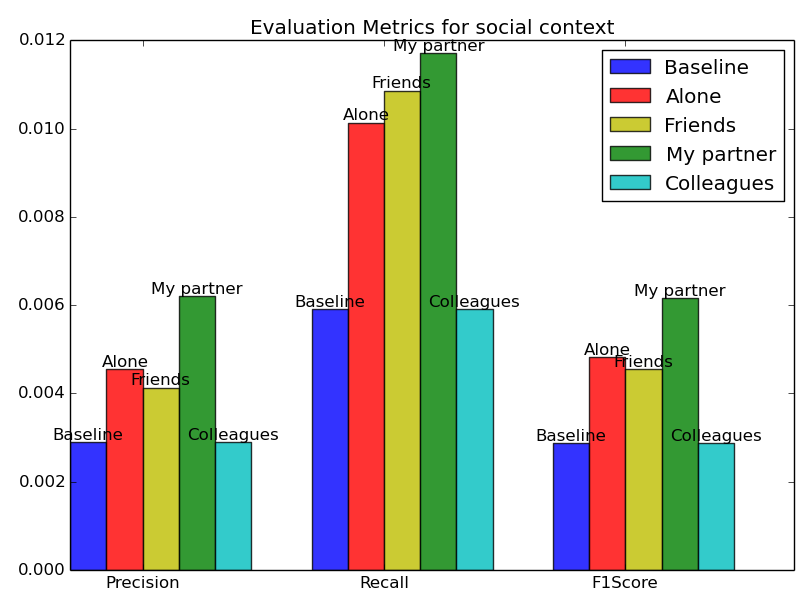 Evaluation Metrics for social context
0.012
0.010
0.008
0.006
0.004
0.002
0.000
Baseline
Alone
Friends
My partner
Colleagues
Baseline
Alone
Friends
My partner
Colleagues
Baseline
Alone
Friends
My partner
Colleagues
Precision
Recall
F1Score
Baseline
Alone
Friends
My partner
Colleagues